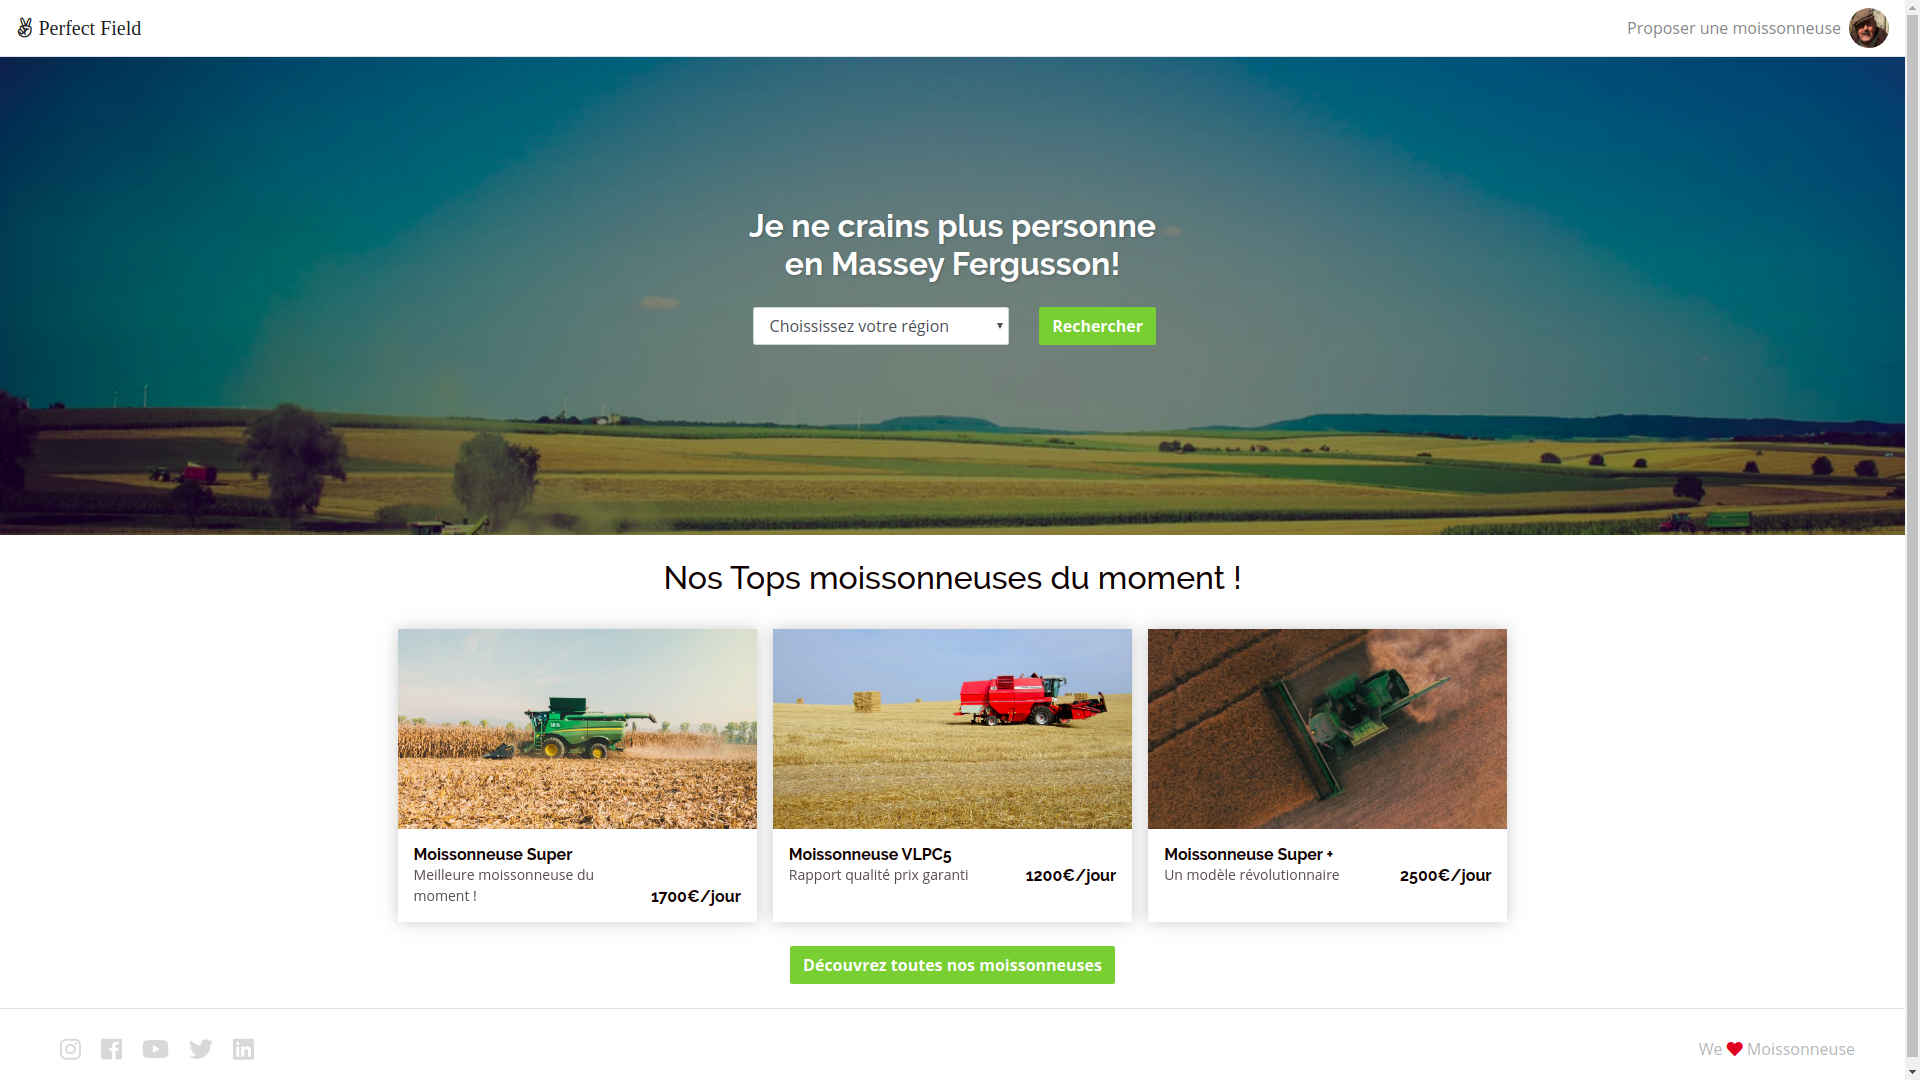 ✌ Perfect Field
Proposer une moissonneuse
Je ne crains plus personne
en Massey Fergusson!
Choississez votre région
Rechercher
Nos Tops moissonneuses du moment !
Moissonneuse Super
Meilleure moissonneuse du
moment !
1700€/jour
Moissonneuse VLPC5
Rapport qualité prix garanti
1200€/jour
Moissonneuse Super +
Un modèle révolutionnaire
2500€/jour
Découvrez toutes nos moissonneuses
We ❤ Moissonneuse